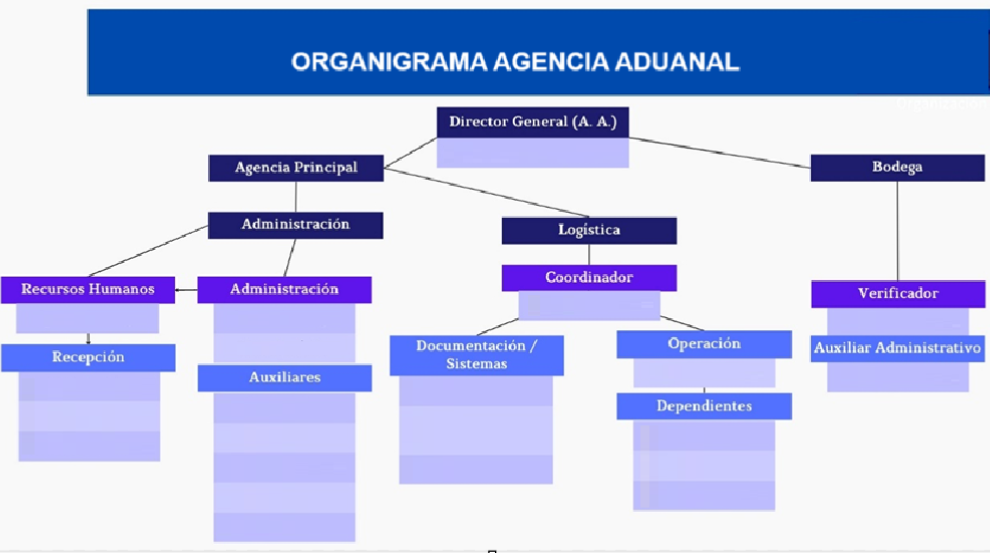 ORGANIGRAMA AGENCIA ADUANAL
Director General (A. A.)
Agencia Principal
Bodega
Administración
Logística
Recursos Humanos
Administración
Coordinador
Verificador
Recepción
Auxiliares
Documentación /
Sistemas
Operación
Auxiliar Administrativo
Dependientes